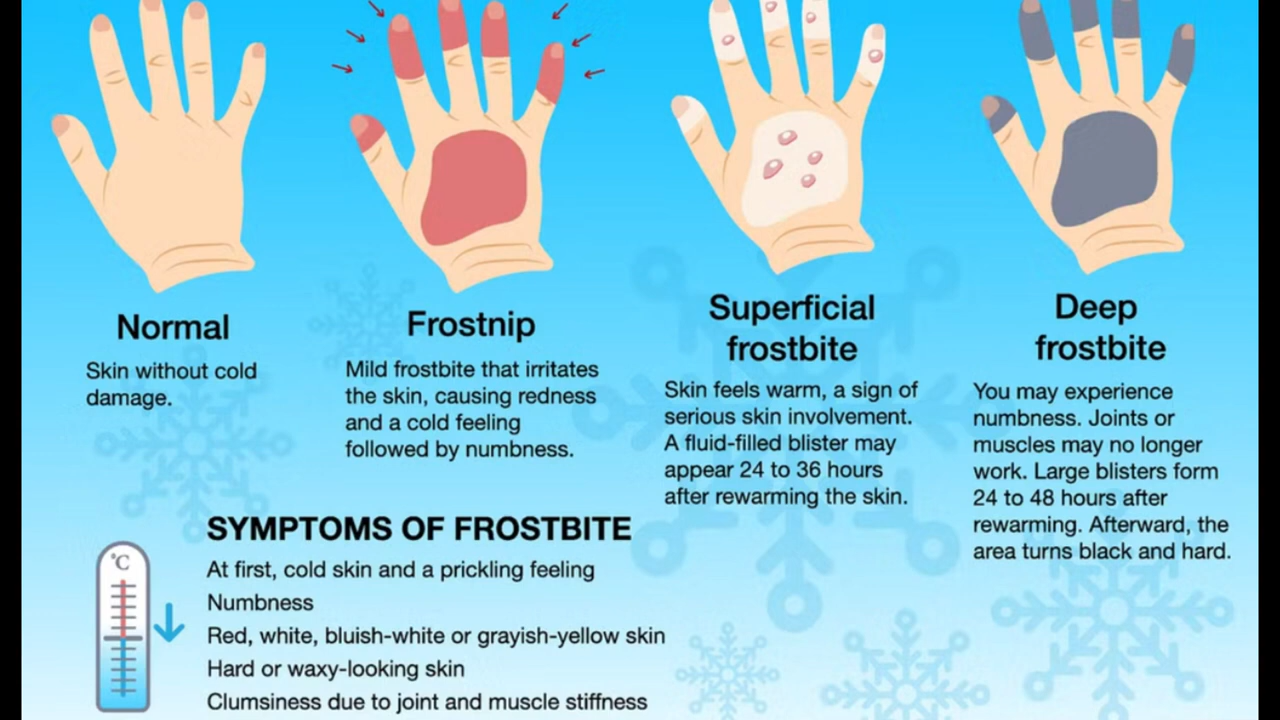 Normal
Skin without cold
damage.
Frostnip
Mild frostbite that irritates
the skin, causing redness
and a cold feeling
followed by numbness.
Superficial
frostbite
Skin feels warm, a sign of
serious skin involvement.
A fluid-filled blister may
appear 24 to 36 hours
after rewarming the skin.
Deep
frostbite
You may experience
numbness. Joints or
muscles may no longer
work. Large blisters form
24 to 48 hours after
rewarming. Afterward, the
area turns black and hard.
SYMPTOMS OF FROSTBITE
°C
At first, cold skin and a prickling feeling
Numbness
Red, white, bluish-white or grayish-yellow skin
Hard or waxy-looking skin
Clumsiness due to joint and muscle stiffness